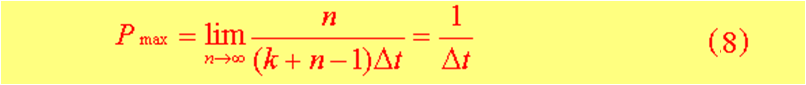 P max = lim n→∞ n / (k + n − 1)Δt = 1 / Δt (8)